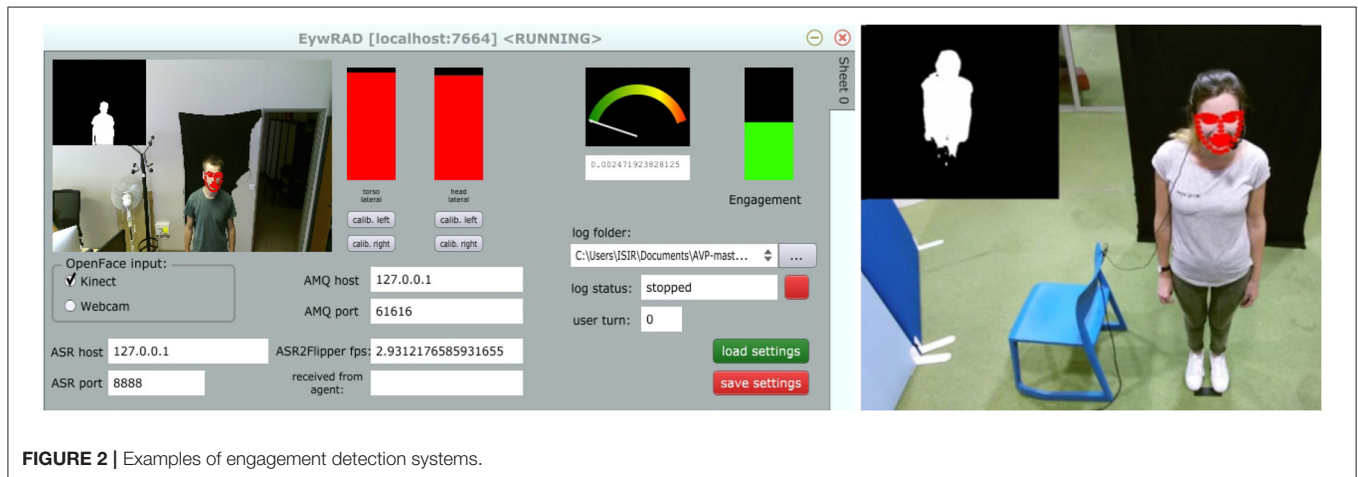 EywRAD [localhost:7664] <RUNNING>
Sheet 0
torso
lateral
head
lateral
calib. left
calib. left
calib. right
calib. right
0.002471923828125
Engagement
log folder:
C:\Users\ISIR\Documents\AVP-mast...
...
OpenFace input:
Kinect
Webcam
AMQ host 127.0.0.1
AMQ port 61616
log status: stopped
user turn: 0
ASR host 127.0.0.1
ASR2Flipper fps: 2.9312176585931655
load settings
ASR port 8888
received from
agent:
save settings
FIGURE 2 | Examples of engagement detection systems.